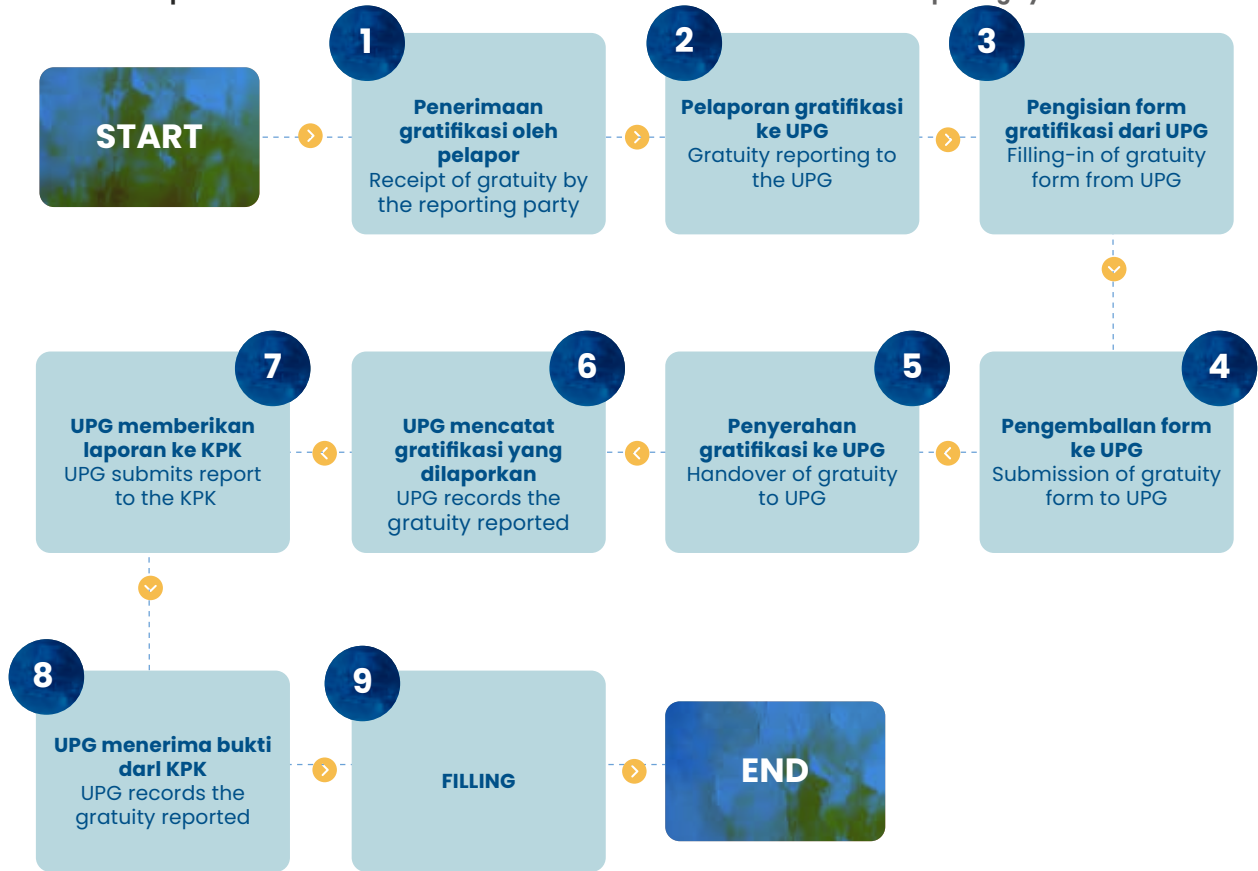 START
1
Penerimaan
gratifikasi oleh
pelapor
Receipt of gratuity by
the reporting party
2
Pelaporan gratifikasi
ke UPG
Gratuity reporting to
the UPG
3
Pengisian form
gratifikasi dari UPG
Filling-in of gratuity
form from UPG
4
Pengemballan form
ke UPG
Submission of gratuity
form to UPG
5
Penyerahan
gratifikasi ke UPG
Handover of gratuity
to UPG
6
UPG mencatat
gratifikasi yang
dilaporkan
UPG records the
gratuity reported
7
UPG memberikan
laporan ke KPK
UPG submits report
to the KPK
8
UPG menerima bukti
darI KPK
UPG records the
gratuity reported
9
FILLING
END